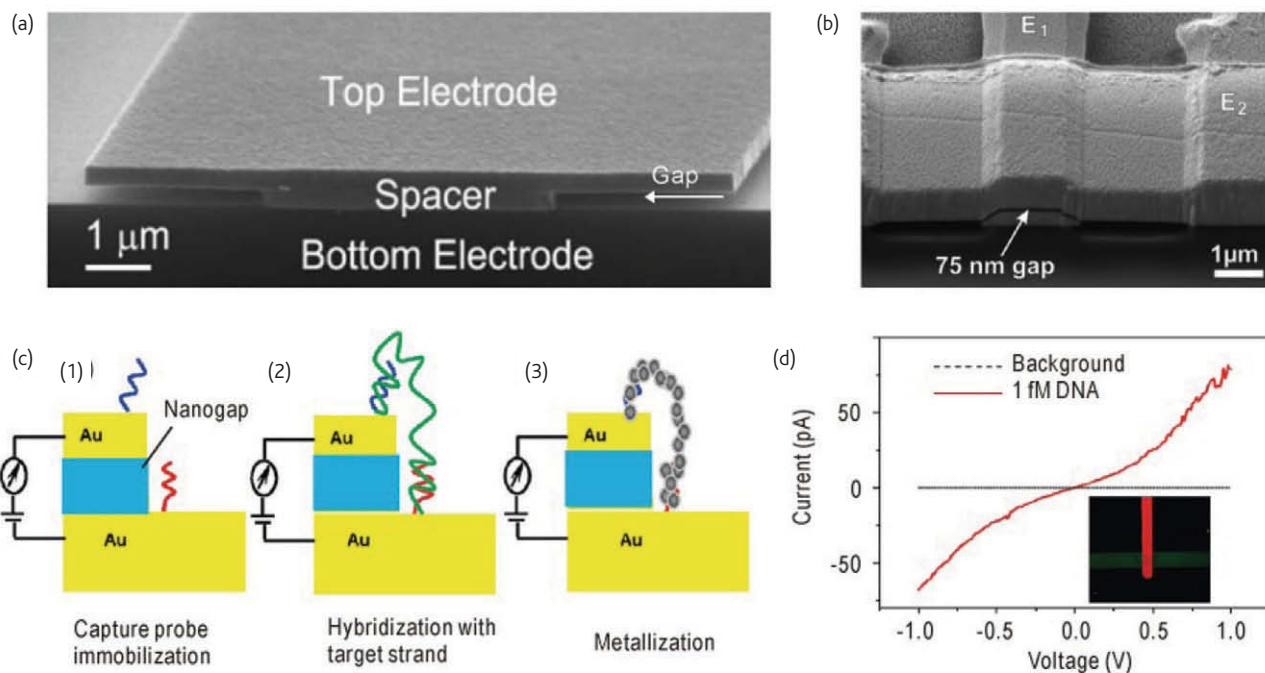 (a)
Top Electrode
Gap
Spacer
1 μm
Bottom Electrode
(b)
E1
E2
75 nm gap
1μm
(c)
(1)
Nanogap
Au
Au
Capture probe
immobilization
(2)
Au
Au
Hybridization with
target strand
(3)
Au
Au
Metallization
(d)
Background
1 fM DNA
Current (pA)
50
0
-50
-1.0 -0.5 0.0 0.5 1.0
Voltage (V)